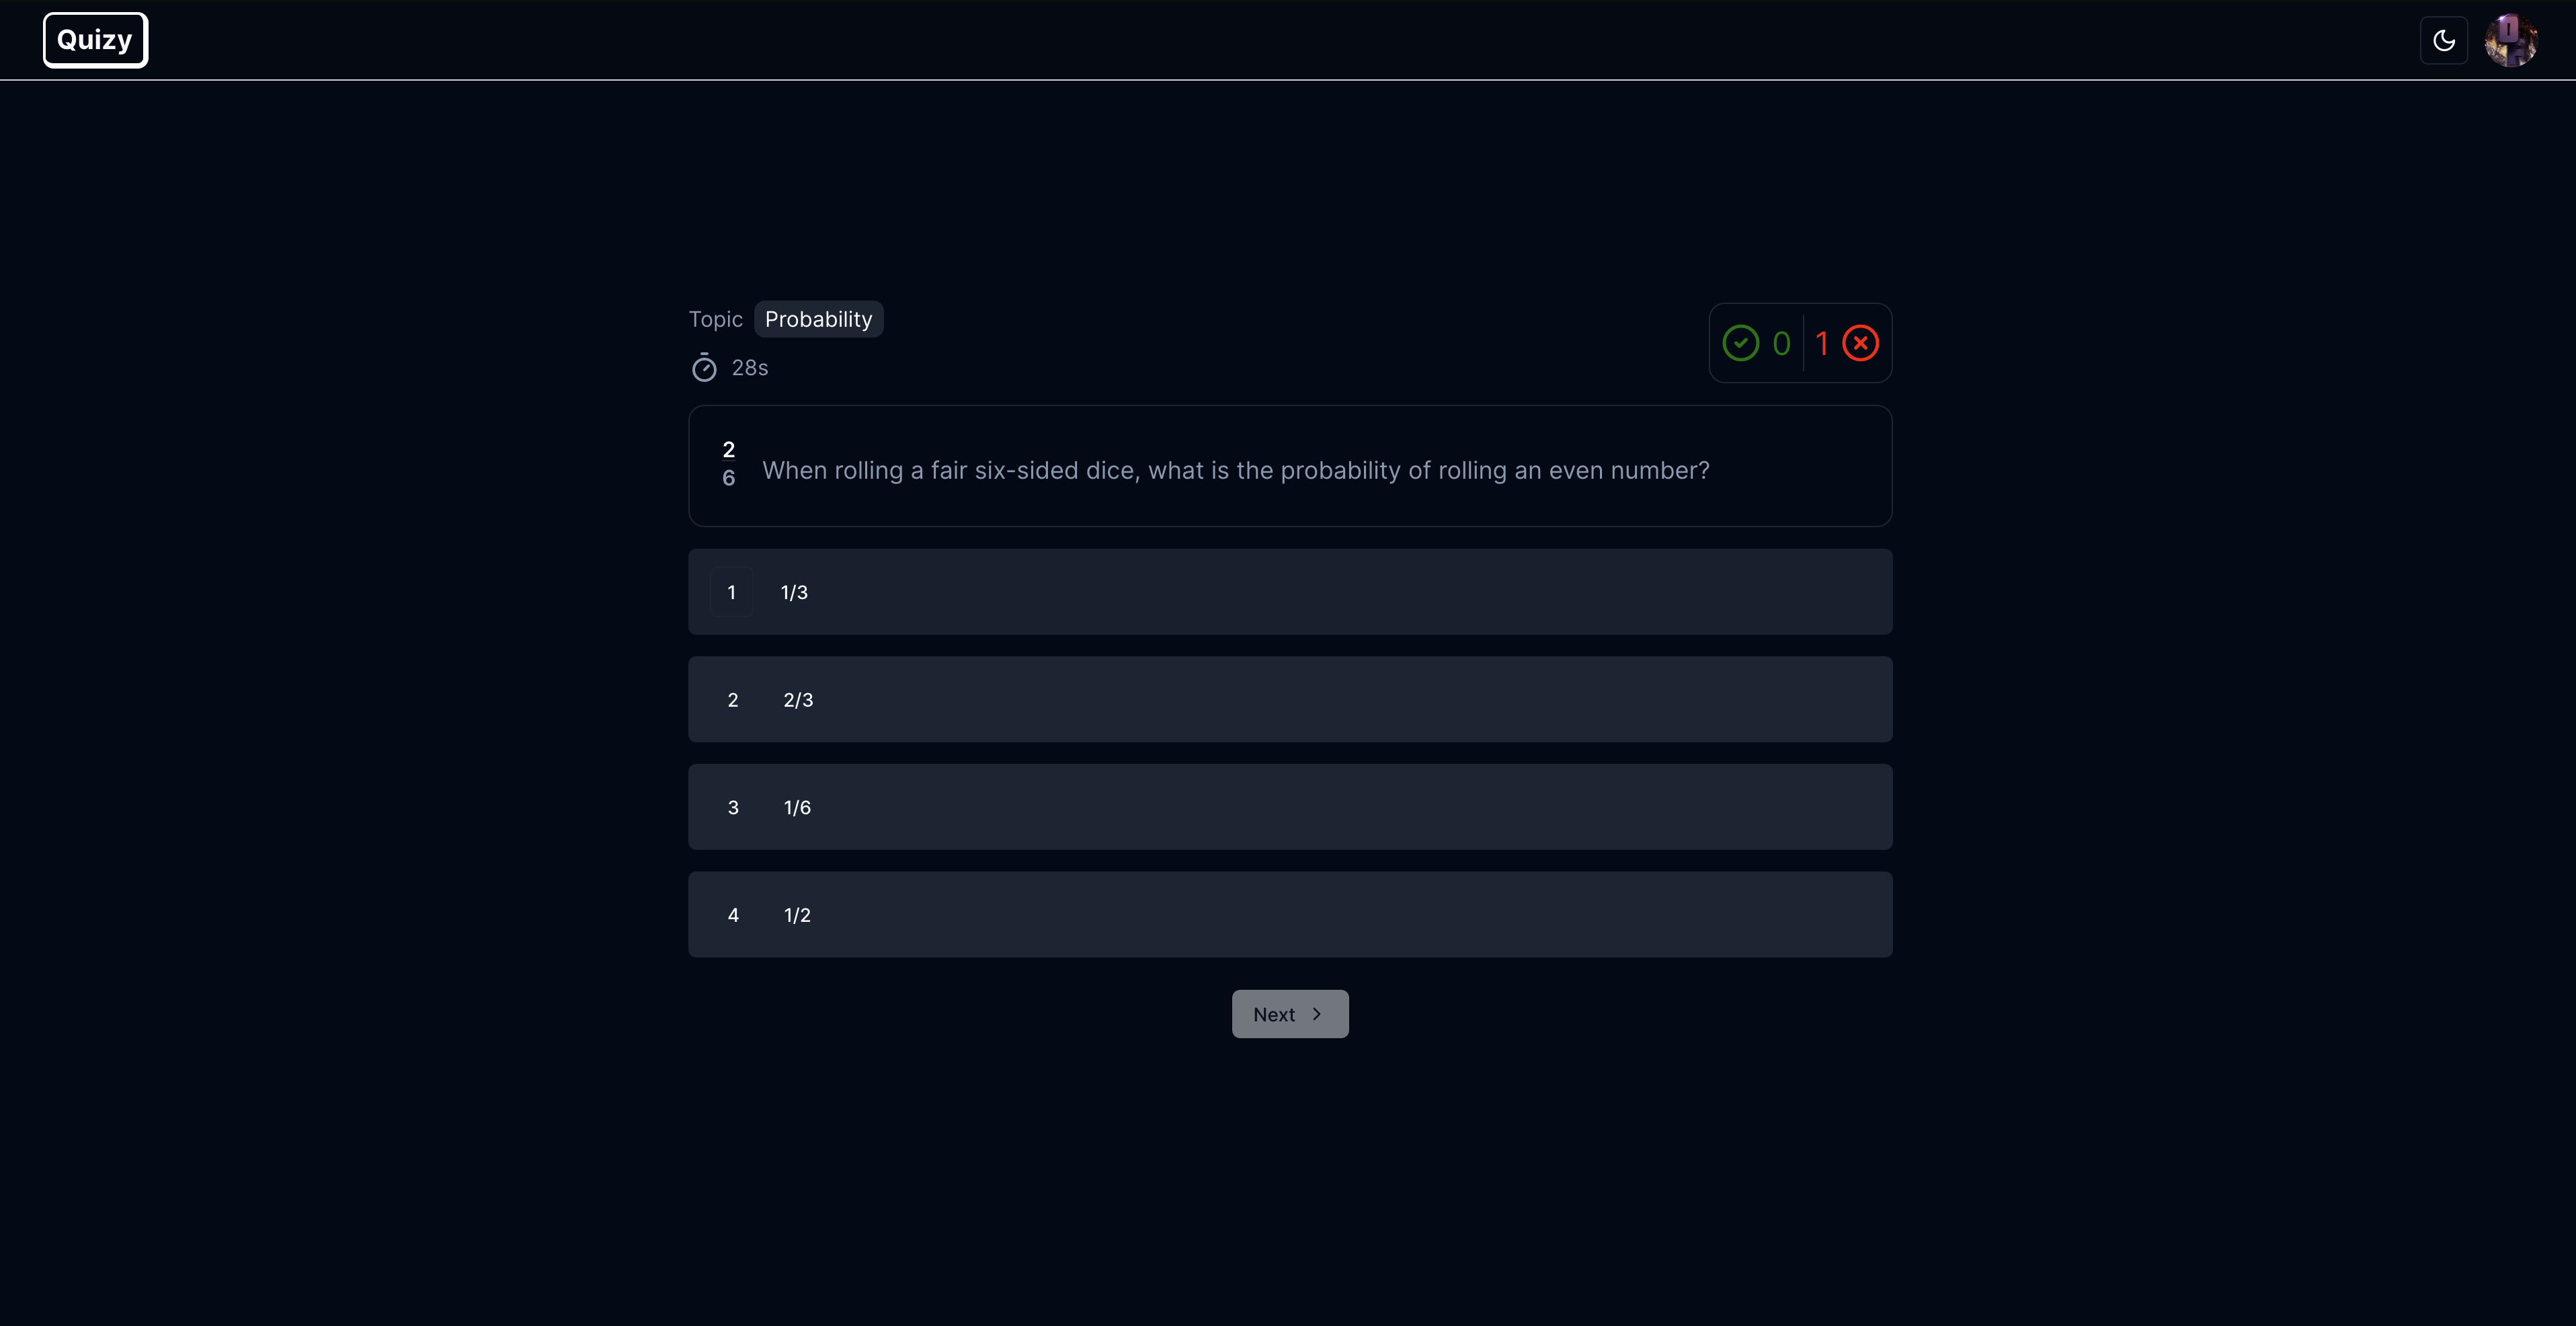 Quizy
Topic Probability
28s
0 1
2
6
When rolling a fair six-sided dice, what is the probability of rolling an even number?
1 1/3
2 2/3
3 1/6
4 1/2
Next